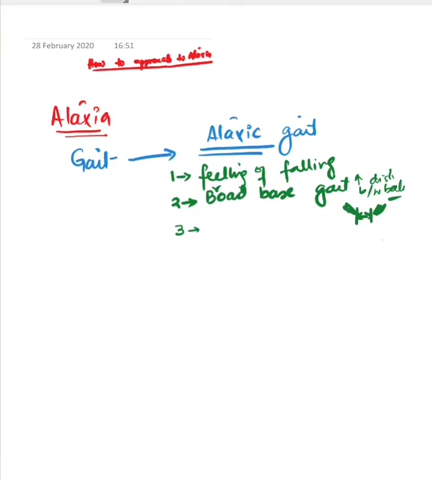 28 February 2020 16:51
How to approach to Ataxia
Ataxia
Gait → Ataxic gait
1→ feeling of falling
2→ Broad base gait ↑ dist b/n
3→